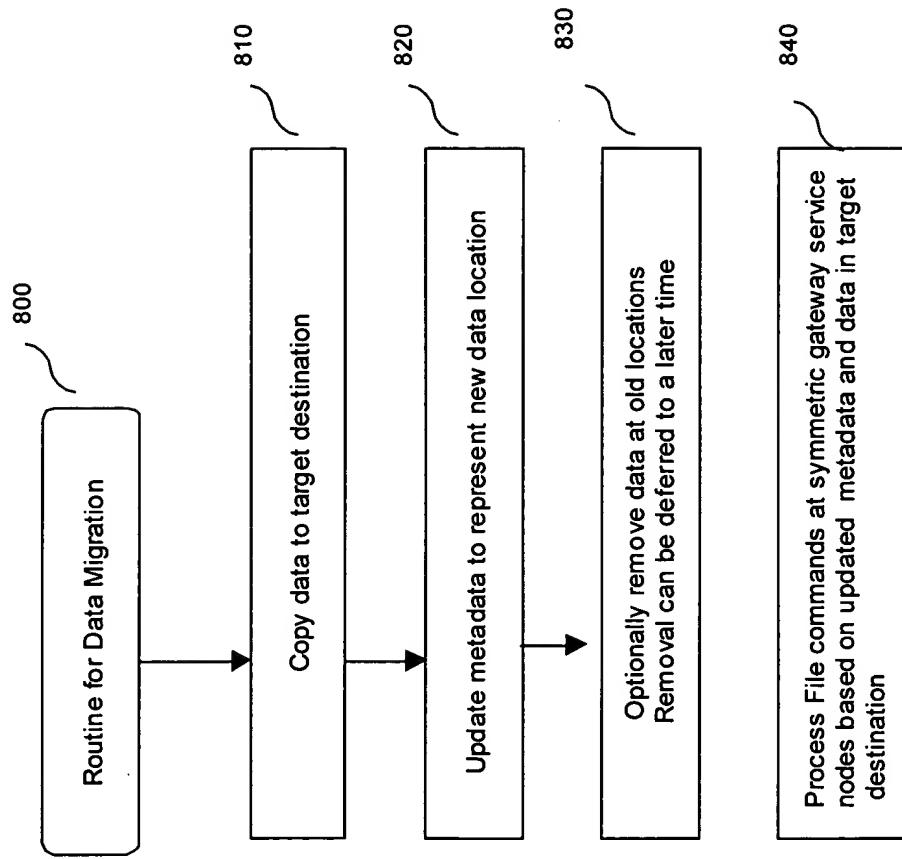 800
Routine for Data Migration
810
Copy data to target destination
820
Update metadata to represent new data location
830
Optionally remove data at old locations
Removal can be deferred to a later time
840
Process File commands at symmetric gateway service
nodes based on updated metadata and data in target
destination